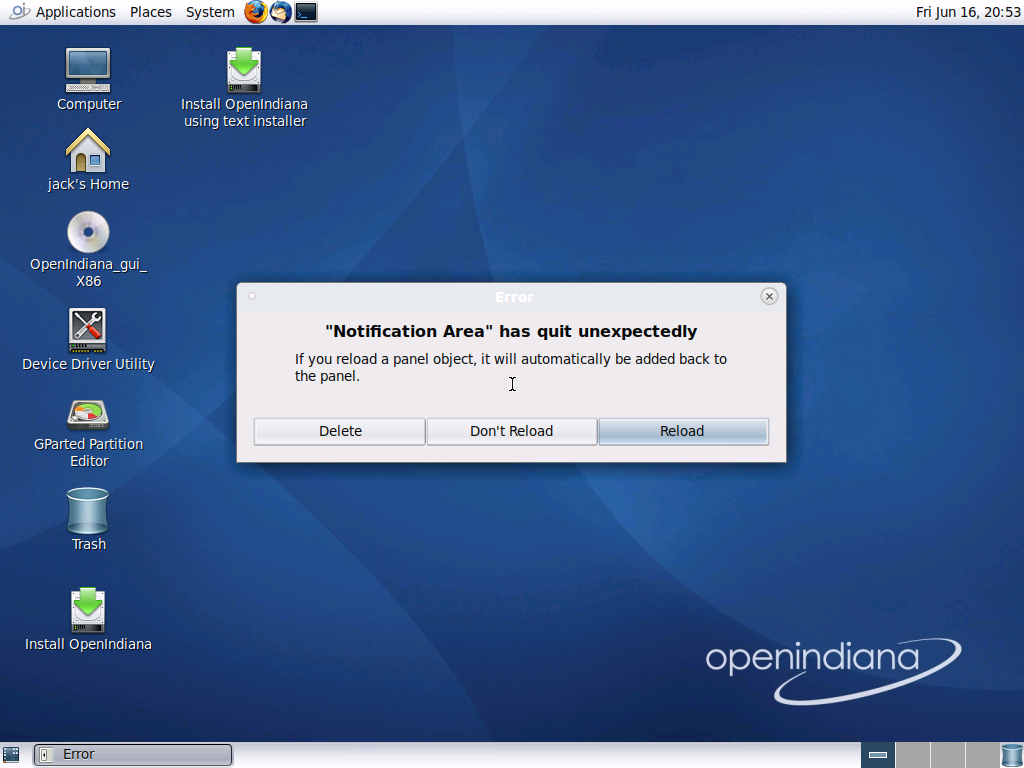 Applications Places System Fri Jun 16, 20:53
Computer
Install OpenIndiana
using text installer
jack's Home
OpenIndiana_gui_
X86
Device Driver Utility
GParted Partition
Editor
Trash
Install OpenIndiana
Error
"Notification Area" has quit unexpectedly
If you reload a panel object, it will automatically be added back to
the panel.
Delete Don't Reload Reload
openindiana
Error